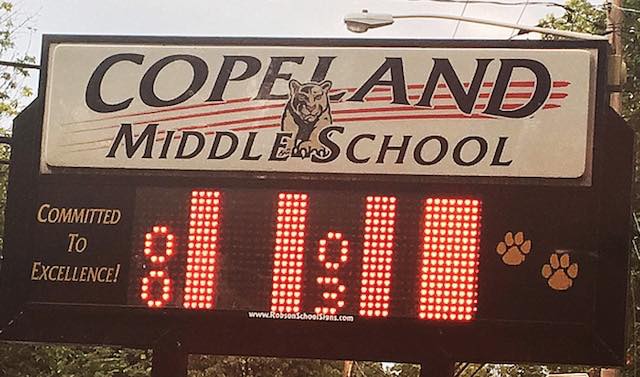 COPELAND
MIDDLE SCHOOL
COMMITTED
TO
EXCELLENCE!
www.RobsonSchoolSigns.com